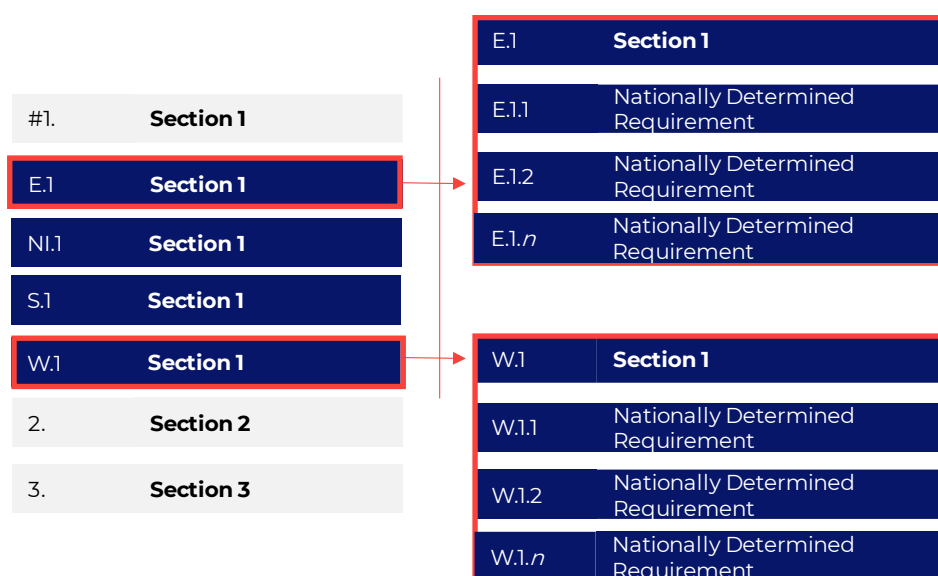 #1. Section 1
E.1 Section 1
NI.1 Section 1
S.1 Section 1
W.1 Section 1
2. Section 2
3. Section 3
E.1 Section 1
E.1.1 Nationally Determined
Requirement
E.1.2 Nationally Determined
Requirement
E.1.n Nationally Determined
Requirement
W.1 Section 1
W.1.1 Nationally Determined
Requirement
W.1.2 Nationally Determined
Requirement
W.1.n Nationally Determined
Requirement